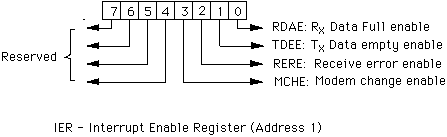 7 6 5 4 3 2 1 0
RDAE: RX Data Full enable
TDEE: TX Data empty enable
Reserved
RERE: Receive error enable
MCHE: Modem change enable
IER – Interrupt Enable Register (Address 1)